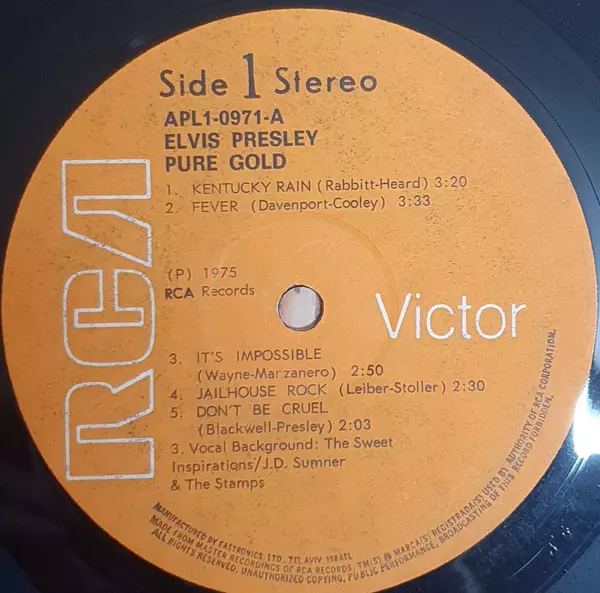 Side 1 Stereo
APL1-0971-A
ELVIS PRESLEY
PURE GOLD
1. KENTUCKY RAIN (Rabbitt-Heard) 3:20
2. FEVER (Davenport-Cooley) 3:33
(P) 1975
RCA Records
RCA
Victor
3. IT'S IMPOSSIBLE
(Wayne-Marzanero) 2:50
4. JAILHOUSE ROCK (Leiber-Stoller) 2:30
5. DON'T BE CRUEL
(Blackwell-Presley) 2:03
3. Vocal Background: The Sweet
Inspirations/J.D. Sumner
& The Stamps
MANUFACTURED BY EASTRONICS, LTD. TEL AVIV, ISRAEL
MADE FROM MASTER RECORDINGS OF RCA RECORDS, TM(S) ® MARCA(S) REGISTRADA(S) USED BY AUTHORITY OF RCA CORPORATION.
ALL RIGHTS RESERVED, UNAUTHORIZED COPYING, PUBLIC PERFORMANCE, BROADCASTING OF THIS RECORD FORBIDDEN.